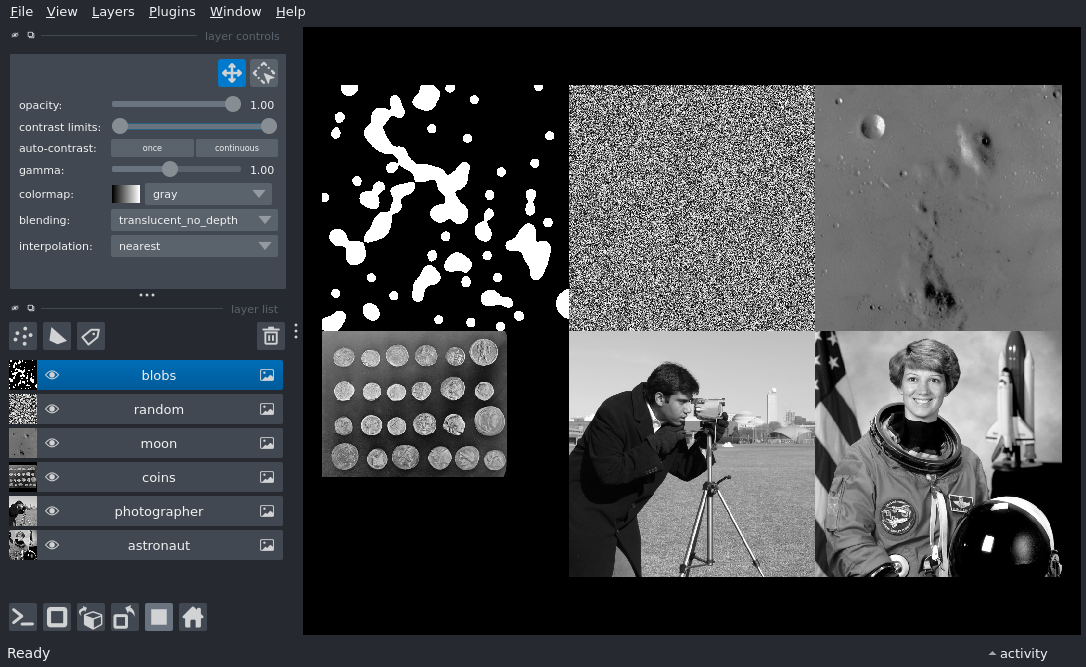 File View Layers Plugins Window Help
layer controls
opacity: 1.00
contrast limits:
auto-contrast: once continuous
gamma: 1.00
colormap: gray
blending: translucent_no_depth
interpolation: nearest
layer list
blobs
random
moon
coins
photographer
astronaut
Ready activity